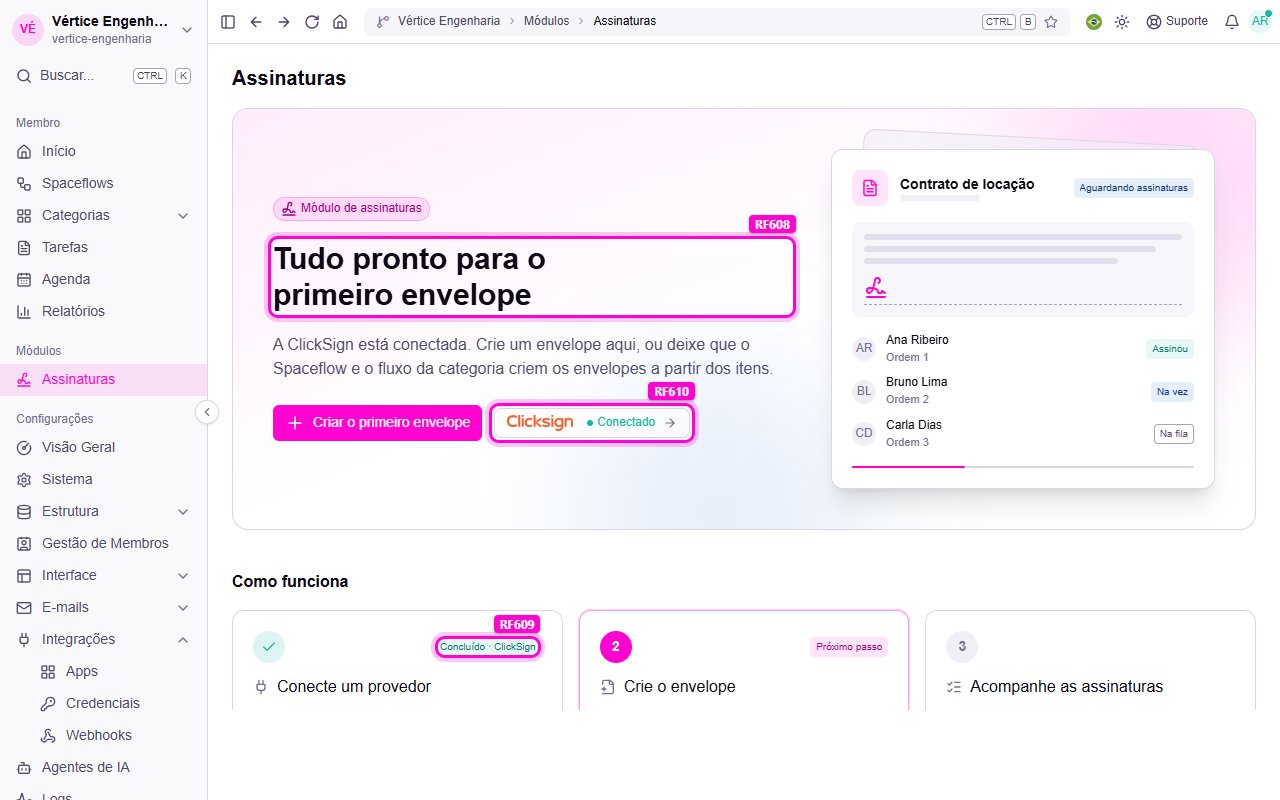 VÉ
Vértice Engenh...
vertice-engenharia
Buscar...
CTRL
K
Membro
Início
Spaceflows
Categorias
Tarefas
Agenda
Relatórios
Módulos
Assinaturas
Configurações
Visão Geral
Sistema
Estrutura
Gestão de Membros
Interface
E-mails
Integrações
Apps
Credenciais
Webhooks
Agentes de IA
Logs
Vértice Engenharia
Módulos
Assinaturas
CTRL
B
Suporte
AR
Assinaturas
Módulo de assinaturas
RF608
Tudo pronto para o
primeiro envelope
A ClickSign está conectada. Crie um envelope aqui, ou deixe que o
Spaceflow e o fluxo da categoria criem os envelopes a partir dos itens.
RF610
Criar o primeiro envelope
Clicksign
Conectado
Contrato de locação
Aguardando assinaturas
AR
Ana Ribeiro
Ordem 1
Assinou
BL
Bruno Lima
Ordem 2
Na vez
CD
Carla Dias
Ordem 3
Na fila
Como funciona
RF609
Concluído · ClickSign
Conecte um provedor
2
Próximo passo
Crie o envelope
3
Acompanhe as assinaturas